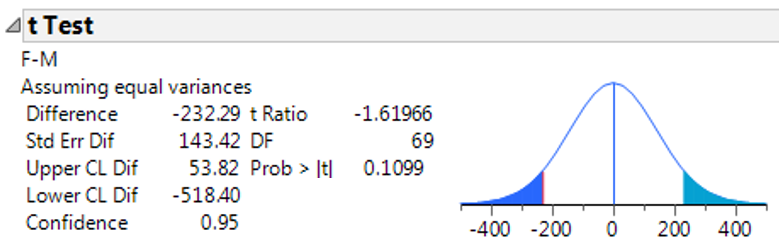 t Test
F-M
Assuming equal variances
Difference -232.29 t Ratio -1.61966
Std Err Dif 143.42 DF 69
Upper CL Dif 53.82 Prob > |t| 0.1099
Lower CL Dif -518.40
Confidence 0.95
-400 -200 0 200 400